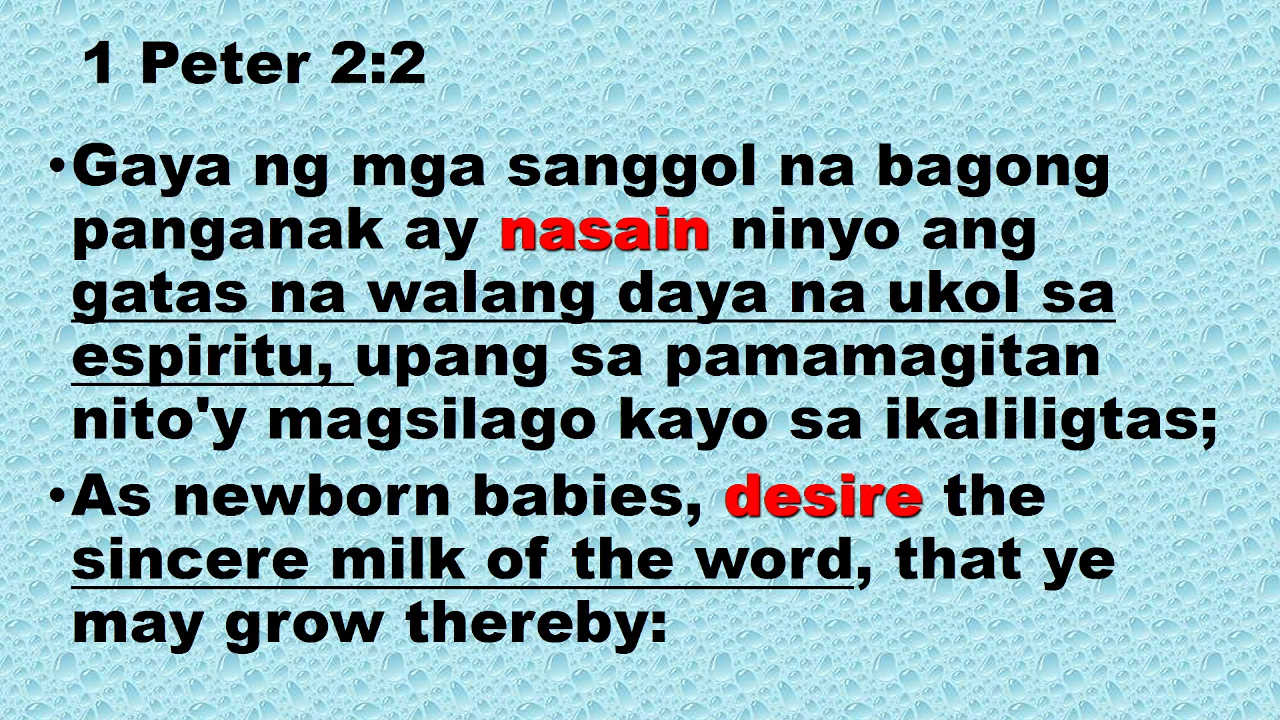 1 Peter 2:2
• Gaya ng mga sanggol na bagong
panganak ay nasain ninyo ang
gatas na walang daya na ukol sa
espiritu, upang sa pamamagitan
nito'y magsilago kayo sa ikaliligtas;
• As newborn babies, desire the
sincere milk of the word, that ye
may grow thereby: